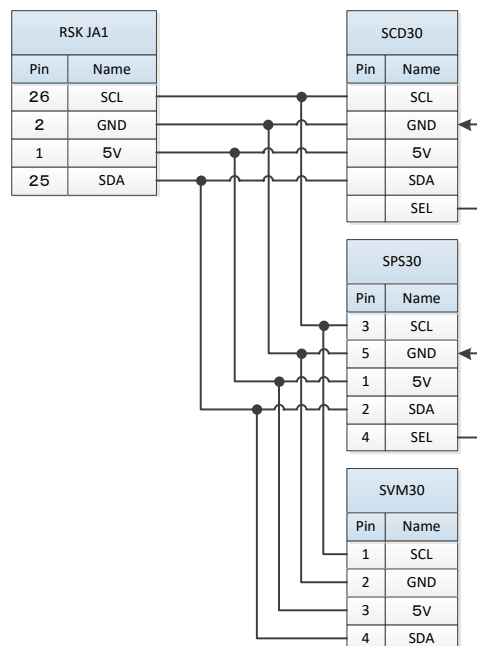 RSK JA1
Pin Name
26 SCL
2 GND
1 5V
25 SDA
SCD30
Pin Name
SCL
GND
5V
SDA
SEL
SPS30
Pin Name
3 SCL
5 GND
1 5V
2 SDA
4 SEL
SVM30
Pin Name
1 SCL
2 GND
3 5V
4 SDA